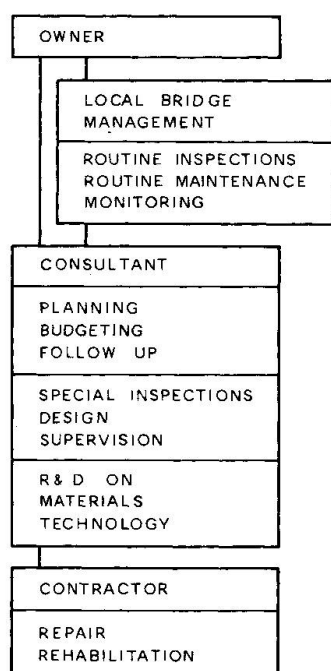 OWNER
LOCAL BRIDGE
MANAGEMENT
ROUTINE INSPECTIONS
ROUTINE MAINTENANCE
MONITORING
CONSULTANT
PLANNING
BUDGETING
FOLLOW UP
SPECIAL INSPECTIONS
DESIGN
SUPERVISION
R & D ON
MATERIALS
TECHNOLOGY
CONTRACTOR
REPAIR
REHABILITATION